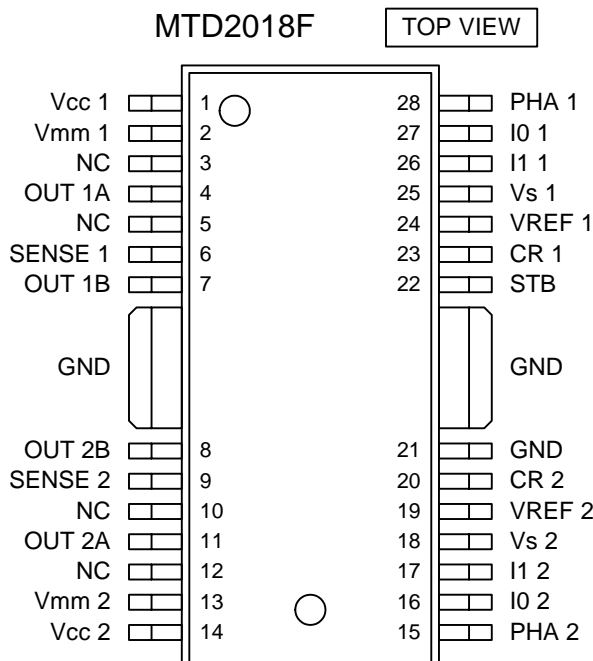 MTD2018F TOP VIEW
Vcc 1 1 28 PHA 1
Vmm 1 2 27 I0 1
NC 3 26 I1 1
OUT 1A 4 25 Vs 1
NC 5 24 VREF 1
SENSE 1 6 23 CR 1
OUT 1B 7 22 STB
GND GND
OUT 2B 8 21 GND
SENSE 2 9 20 CR 2
NC 10 19 VREF 2
OUT 2A 11 18 Vs 2
NC 12 17 I1 2
Vmm 2 13 16 I0 2
Vcc 2 14 15 PHA 2